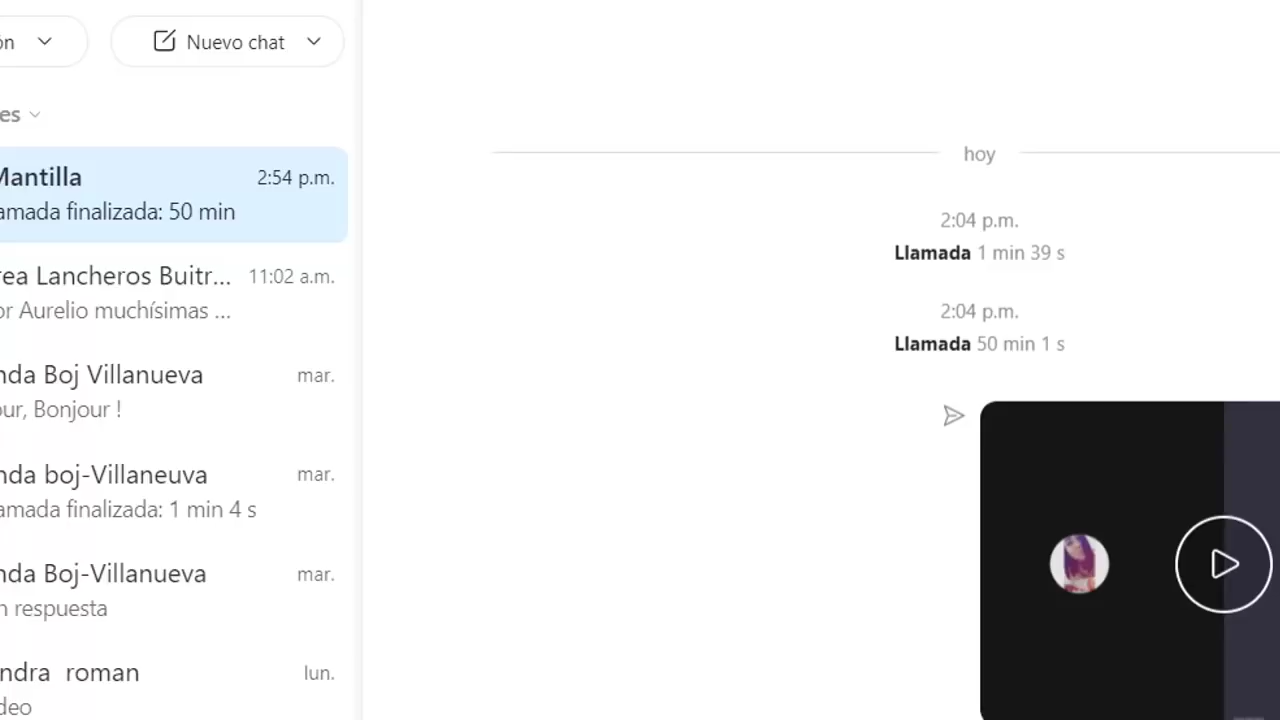 ón
Nuevo chat
es
Mantilla 2:54 p.m.
amada finalizada: 50 min
rea Lancheros Buitr... 11:02 a.m.
or Aurelio muchísimas ...
nda Boj Villanueva mar.
our, Bonjour !
nda boj-Villaneuva mar.
amada finalizada: 1 min 4 s
nda Boj-Villanueva mar.
n respuesta
ndra roman lun.
deo
hoy
2:04 p.m.
Llamada 1 min 39 s
2:04 p.m.
Llamada 50 min 1 s